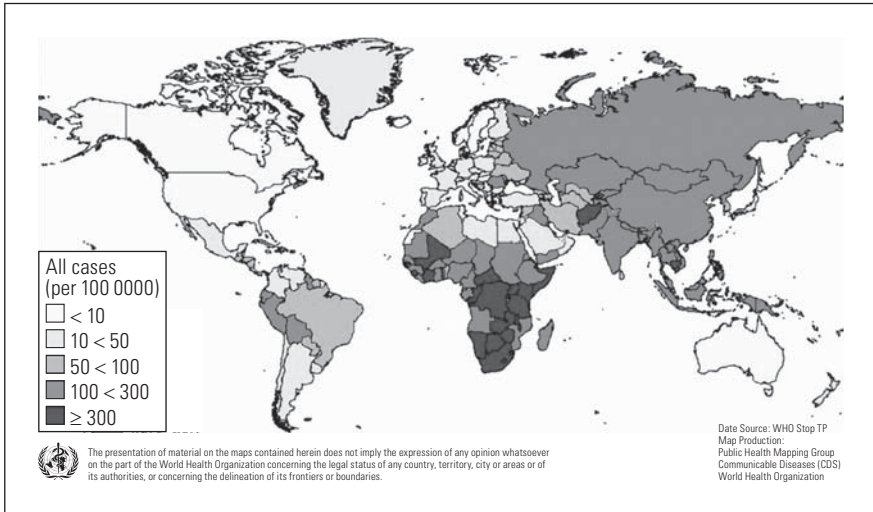 All cases
(per 100 0000)
< 10
10 < 50
50 < 100
100 < 300
≥ 300
The presentation of material on the maps contained herein does not imply the expression of any opinion whatsoever
on the part of the World Health Organization concerning the legal status of any country, territory, city or areas or of
its authorities, or concerning the delineation of its frontiers or boundaries.
Date Source: WHO Stop TP
Map Production:
Public Health Mapping Group
Communicable Diseases (CDS)
World Health Organization